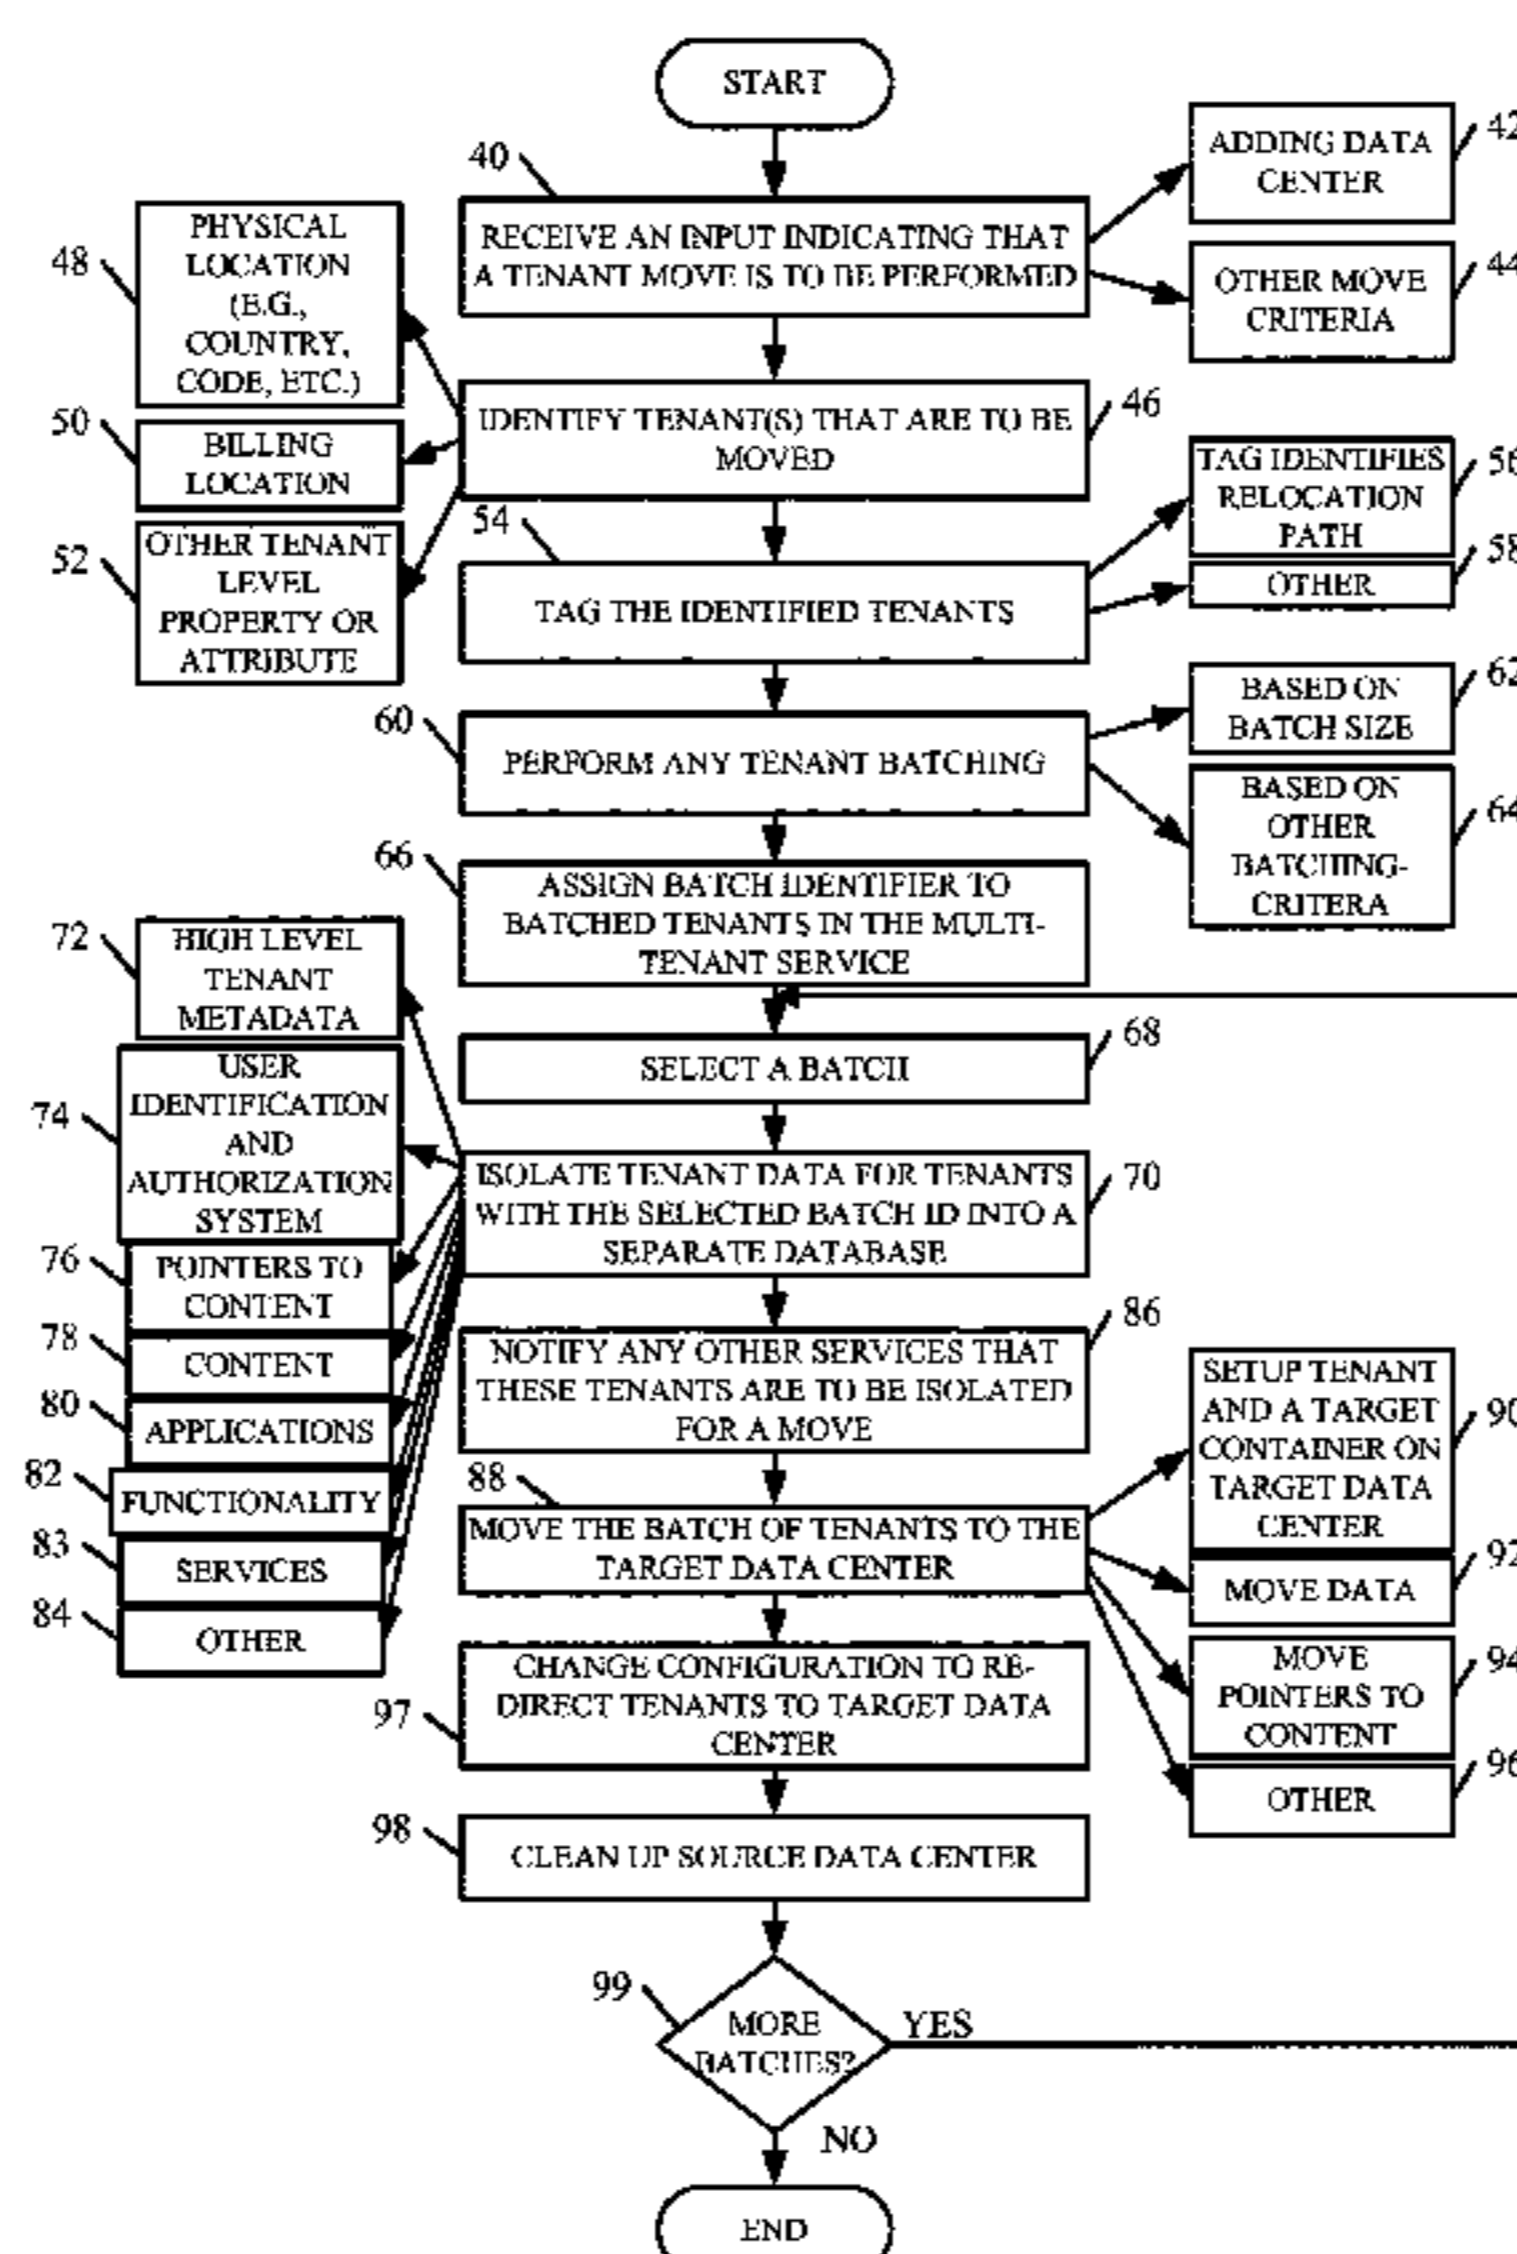 START
40
RECEIVE AN INPUT INDICATING THAT
A TENANT MOVE IS TO BE PERFORMED
ADDING DATA
CENTER
42
OTHER MOVE
CRITERIA
44
48
PHYSICAL
LOCATION
(E.G.,
COUNTRY,
CODE, ETC.)
50
BILLING
LOCATION
52
OTHER TENANT
LEVEL
PROPERTY OR
ATTRIBUTE
IDENTIFY TENANT(S) THAT ARE TO BE
MOVED
46
54
TAG THE IDENTIFIED TENANTS
TAG IDENTIFIES
RELOCATION
PATH
56
OTHER
58
60
PERFORM ANY TENANT BATCHING
BASED ON
BATCH SIZE
62
BASED ON
OTHER
BATCHING-
CRITERA
64
66
ASSIGN BATCH IDENTIFIER TO
BATCHED TENANTS IN THE MULTI-
TENANT SERVICE
SELECT A BATCH
68
72
HIGH LEVEL
TENANT
METADATA
74
USER
IDENTIFICATION
AND
AUTHORIZATION
SYSTEM
76
POINTERS TO
CONTENT
78
CONTENT
80
APPLICATIONS
82
FUNCTIONALITY
83
SERVICES
84
OTHER
ISOLATE TENANT DATA FOR TENANTS
WITH THE SELECTED BATCH ID INTO A
SEPARATE DATABASE
70
NOTIFY ANY OTHER SERVICES THAT
THESE TENANTS ARE TO BE ISOLATED
FOR A MOVE
86
88
MOVE THE BATCH OF TENANTS TO THE
TARGET DATA CENTER
SETUP TENANT
AND A TARGET
CONTAINER ON
TARGET DATA
CENTER
90
MOVE DATA
92
MOVE
POINTERS TO
CONTENT
94
OTHER
96
97
CHANGE CONFIGURATION TO RE-
DIRECT TENANTS TO TARGET DATA
CENTER
98
CLEAN UP SOURCE DATA CENTER
99
MORE
BATCHES?
YES
NO
END